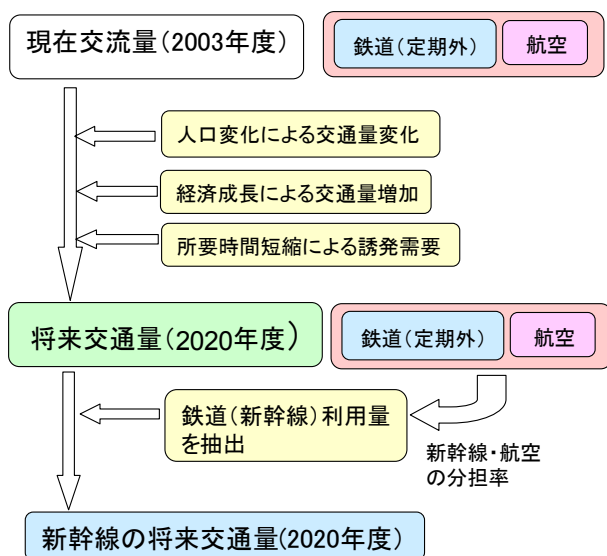 現在交流量(2003年度)
鉄道(定期外)
航空
人口変化による交通量変化
経済成長による交通量増加
所要時間短縮による誘発需要
将来交通量(2020年度)
鉄道(定期外)
航空
鉄道(新幹線)利用量
を抽出
新幹線・航空
の分担率
新幹線の将来交通量(2020年度)